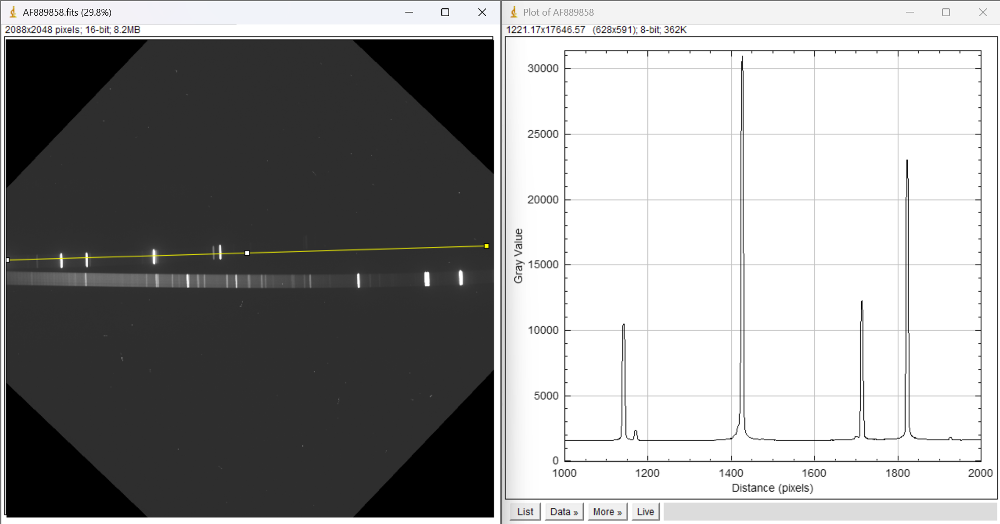 AF889858.fits (29.8%)
2088x2048 pixels; 16-bit; 8.2MB
Plot of AF889858
1221.17x17646.57 (628x591); 8-bit; 362K
30000
25000
20000
15000
10000
5000
0
Gray Value
1000 1200 1400 1600 1800 2000
Distance (pixels)
List Data » More » Live